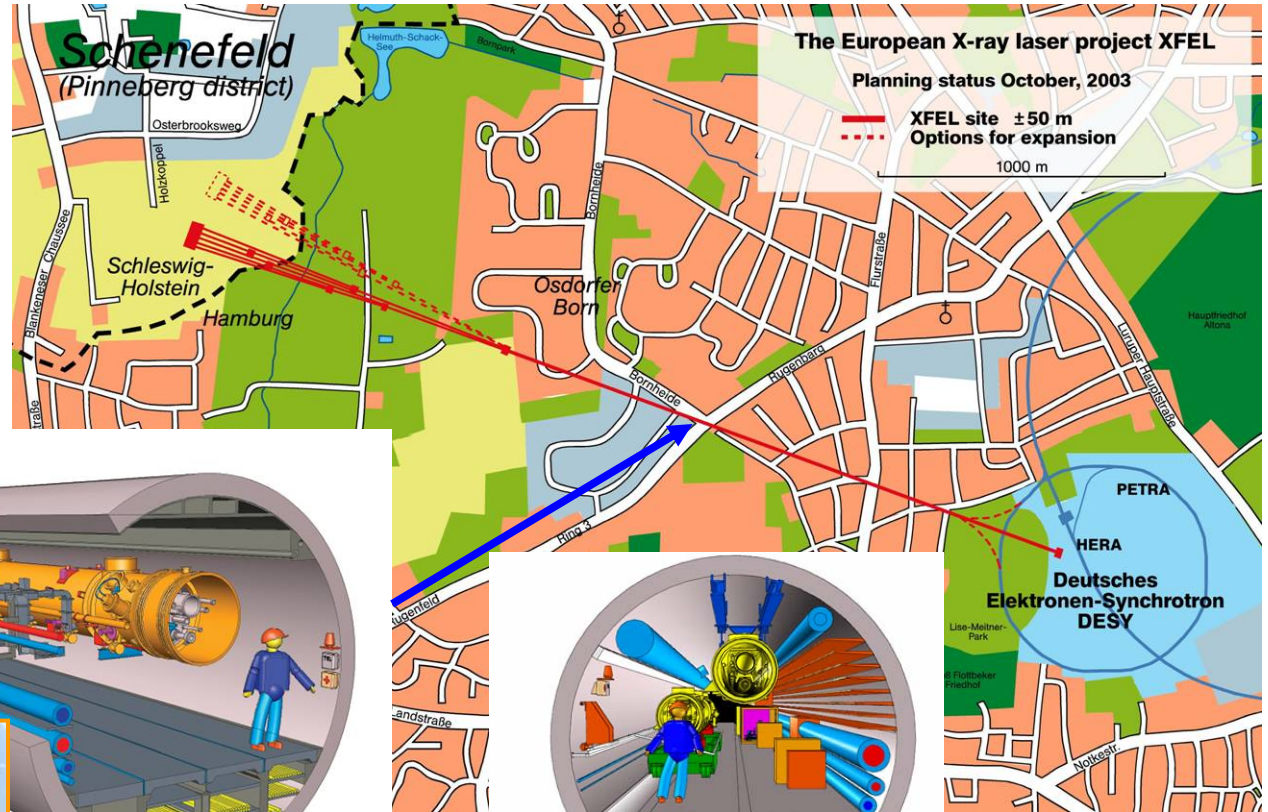 Schenefeld
(Pinneberg district)
Helmuth-Schack-
See
Bornpark
The European X-ray laser project XFEL
Planning status October, 2003
XFEL site ±50 m
Options for expansion
1000 m
Osterbrooksweg
Holzkoppel
Bornheide
Blankeneser Chaussee
Schleswig-
Holstein
Hamburg
Osdorfer
Born
Flurstraße
Hauptfriedhof
Altona
Luruper Hauptstraße
Bornheide
Rugenbarg
PETRA
HERA
Ring 3
Deutsches
Elektronen-Synchrotron
DESY
Lise-Meitner-
Park
Flottbeker
Friedhof
Landstraße
Notkestr.